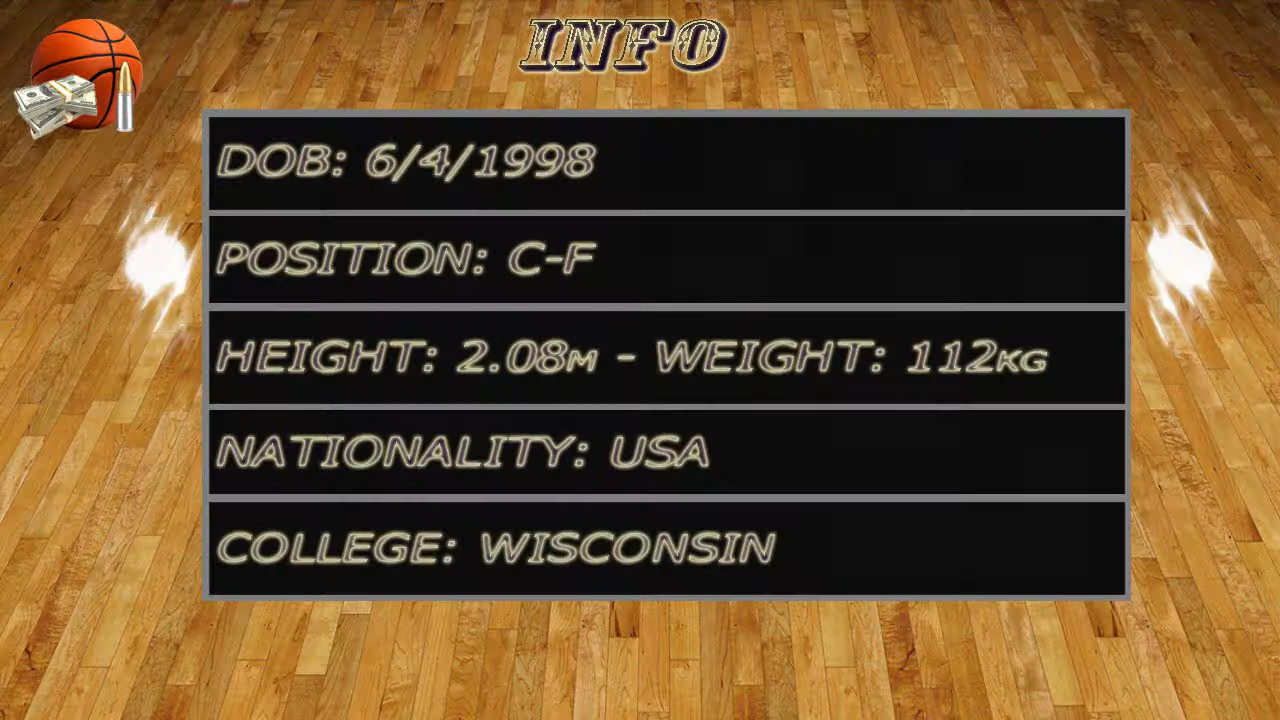 INFO
DOB: 6/4/1998
POSITION: C-F
HEIGHT: 2.08M - WEIGHT: 112KG
NATIONALITY: USA
COLLEGE: WISCONSIN